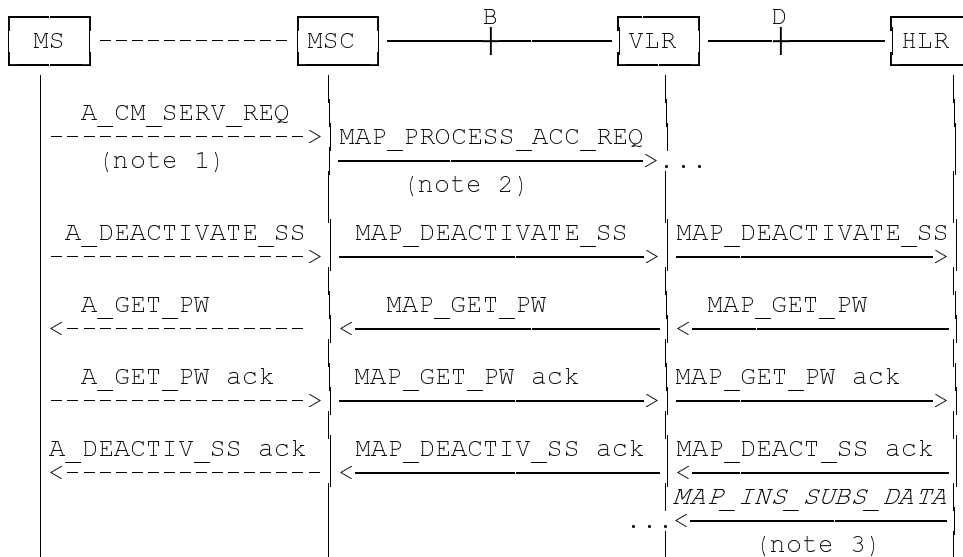 B D
MS MSC VLR HLR
A_CM_SERV_REQ
MAP_PROCESS_ACC_REQ
(note 1) ...
(note 2)
A_DEACTIVATE_SS MAP_DEACTIVATE_SS MAP_DEACTIVATE_SS
A_GET_PW MAP_GET_PW MAP_GET_PW
A_GET_PW ack MAP_GET_PW ack MAP_GET_PW ack
A_DEACTIV_SS ack MAP_DEACTIV_SS ack MAP_DEACT_SS ack
MAP_INS_SUBS_DATA
...
(note 3)